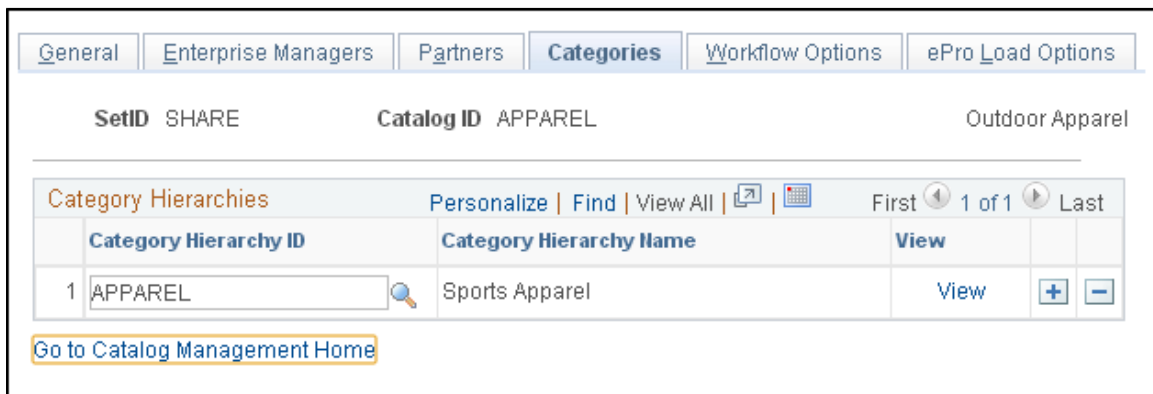 General Enterprise Managers Partners Categories Workflow Options ePro Load Options
SetID SHARE Catalog ID APPAREL Outdoor Apparel
Category Hierarchies Personalize | Find | View All | | First 1 of 1 Last
Category Hierarchy ID Category Hierarchy Name View
1 APPAREL Sports Apparel View + −
Go to Catalog Management Home